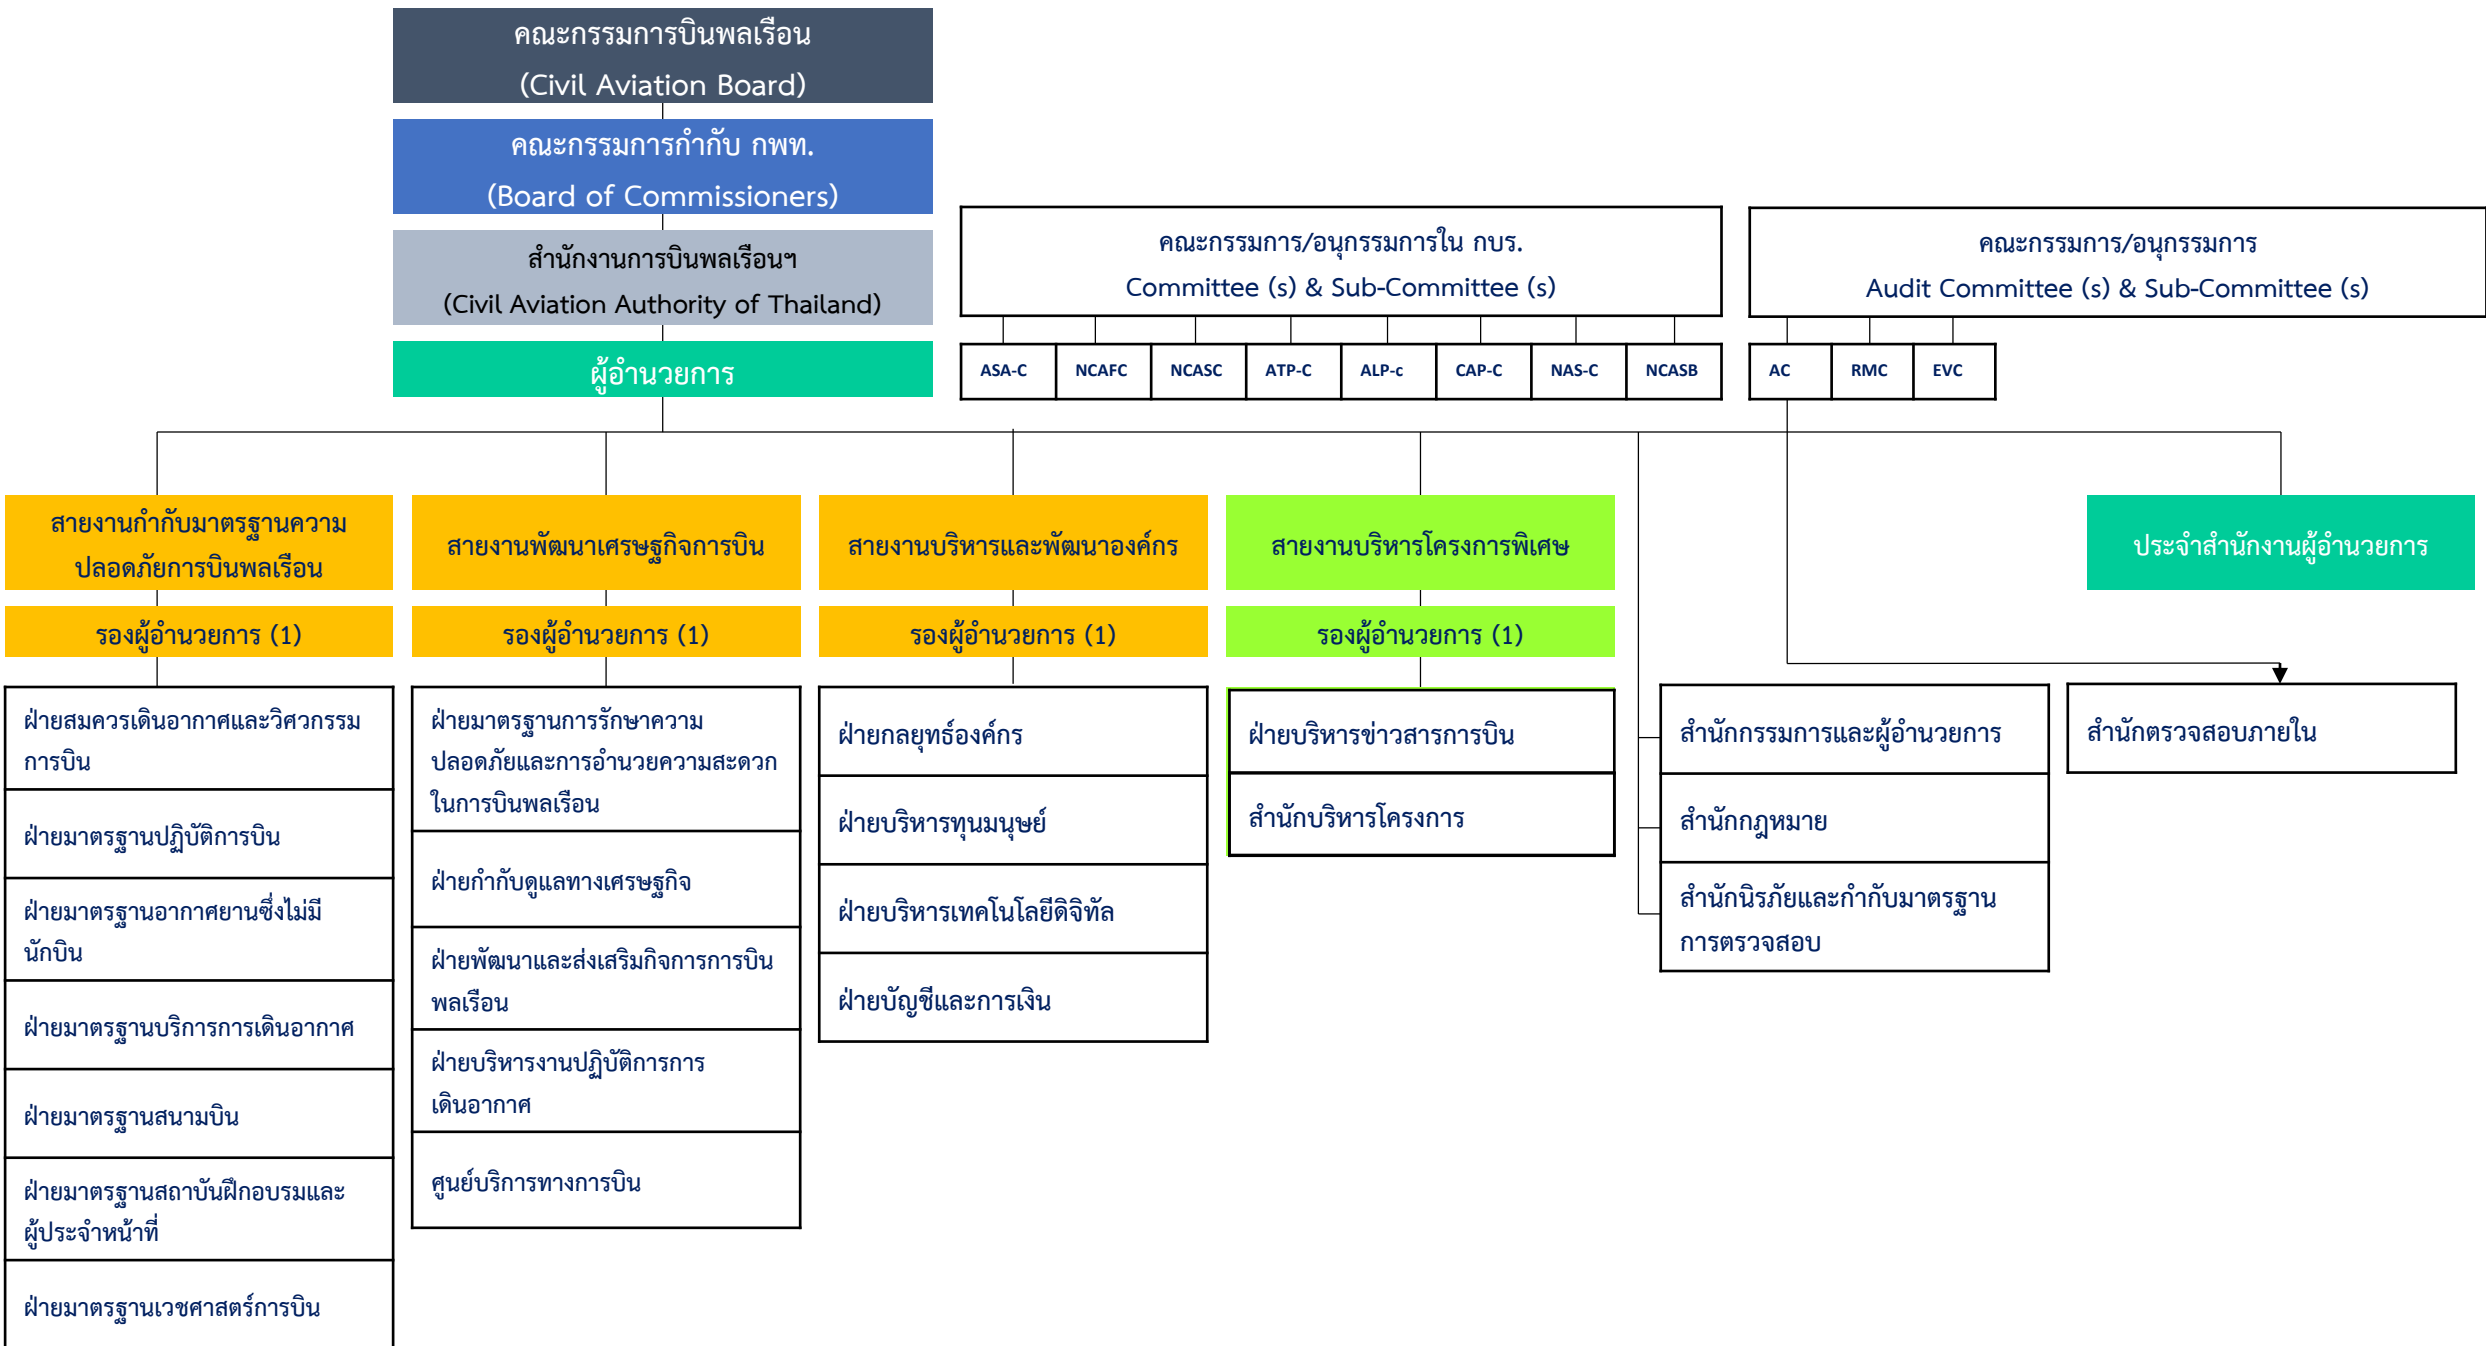 คณะกรรมการบินพลเรือน
(Civil Aviation Board)
คณะกรรมการกำกับ กพท.
(Board of Commissioners)
สำนักงานการบินพลเรือนฯ
(Civil Aviation Authority of Thailand)
ผู้อำนวยการ
คณะกรรมการ/อนุกรรมการใน กบร.
Committee (s) & Sub-Committee (s)
ASA-C
NCAFC
NCASC
ATP-C
ALP-c
CAP-C
NAS-C
NCASB
คณะกรรมการ/อนุกรรมการ
Audit Committee (s) & Sub-Committee (s)
AC
RMC
EVC
สายงานกำกับมาตรฐานความ
ปลอดภัยการบินพลเรือน
รองผู้อำนวยการ (1)
ฝ่ายสมควรเดินอากาศและวิศวกรรม
การบิน
ฝ่ายมาตรฐานปฏิบัติการบิน
ฝ่ายมาตรฐานอากาศยานซึ่งไม่มี
นักบิน
ฝ่ายมาตรฐานบริการการเดินอากาศ
ฝ่ายมาตรฐานสนามบิน
ฝ่ายมาตรฐานสถาบันฝึกอบรมและ
ผู้ประจำหน้าที่
ฝ่ายมาตรฐานเวชศาสตร์การบิน
สายงานพัฒนาเศรษฐกิจการบิน
รองผู้อำนวยการ (1)
ฝ่ายมาตรฐานการรักษาความ
ปลอดภัยและการอำนวยความสะดวก
ในการบินพลเรือน
ฝ่ายกำกับดูแลทางเศรษฐกิจ
ฝ่ายพัฒนาและส่งเสริมกิจการการบิน
พลเรือน
ฝ่ายบริหารงานปฏิบัติการการ
เดินอากาศ
ศูนย์บริการทางการบิน
สายงานบริหารและพัฒนาองค์กร
รองผู้อำนวยการ (1)
ฝ่ายกลยุทธ์องค์กร
ฝ่ายบริหารทุนมนุษย์
ฝ่ายบริหารเทคโนโลยีดิจิทัล
ฝ่ายบัญชีและการเงิน
สายงานบริหารโครงการพิเศษ
รองผู้อำนวยการ (1)
ฝ่ายบริหารข่าวสารการบิน
สำนักบริหารโครงการ
สำนักกรรมการและผู้อำนวยการ
สำนักกฎหมาย
สำนักนิรภัยและกำกับมาตรฐาน
การตรวจสอบ
ประจำสำนักงานผู้อำนวยการ
สำนักตรวจสอบภายใน